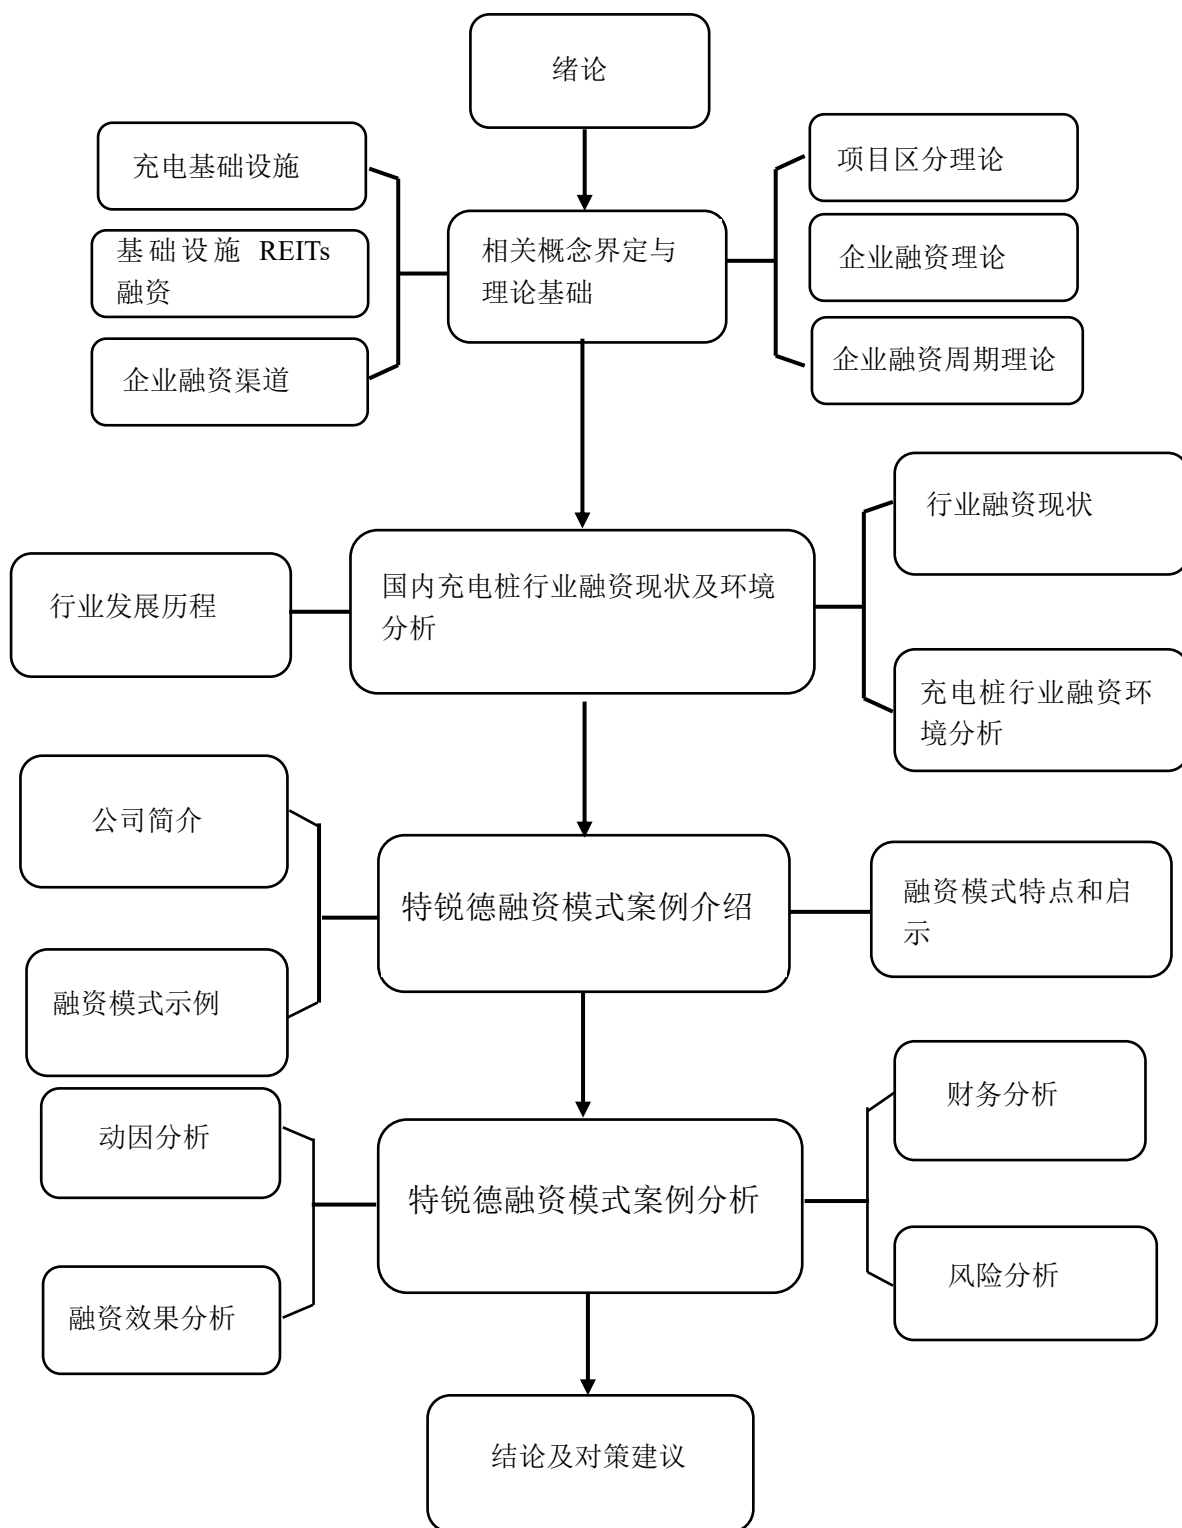 绪论
充电基础设施
基础设施 REITs
融资
企业融资渠道
相关概念界定与
理论基础
项目区分理论
企业融资理论
企业融资周期理论
行业发展历程
国内充电桩行业融资现状及环境
分析
行业融资现状
充电桩行业融资环
境分析
公司简介
融资模式示例
特锐德融资模式案例介绍
融资模式特点和启
示
动因分析
融资效果分析
特锐德融资模式案例分析
财务分析
风险分析
结论及对策建议